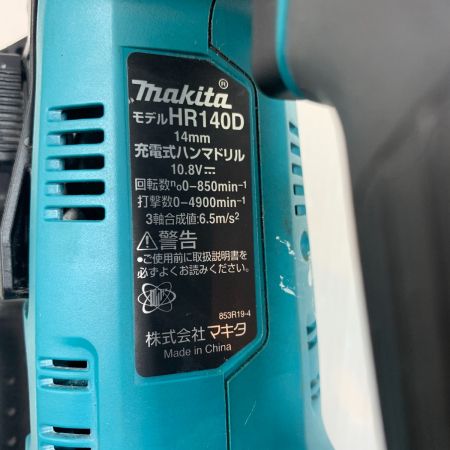 makita®
モデルHR140D
14mm
充電式ハンマドリル
10.8V⎓
回転数n₀0-850min⁻¹
打撃数0-4900min⁻¹
3軸合成値:6.5m/s²
⚠警告
•ご使用前に取扱説明書を
必ずよくお読みください。
853R19-4
株式会社マキタ
Made in China